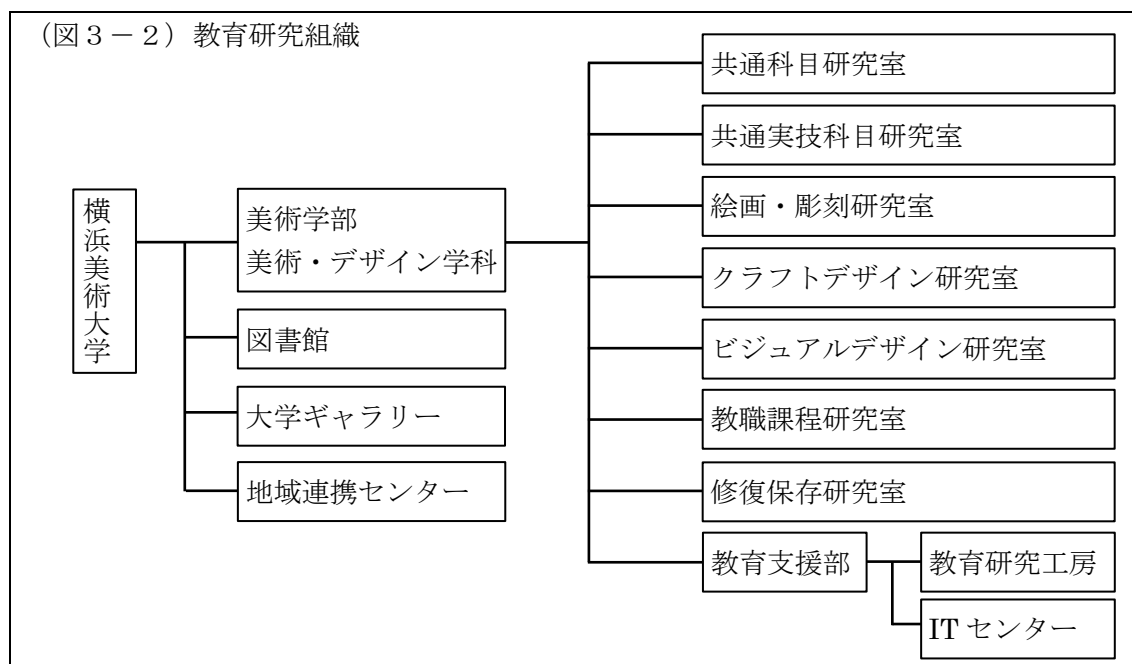 （図３－２）教育研究組織
横浜美術大学
美術学部
美術・デザイン学科
図書館
大学ギャラリー
地域連携センター
共通科目研究室
共通実技科目研究室
絵画・彫刻研究室
クラフトデザイン研究室
ビジュアルデザイン研究室
教職課程研究室
修復保存研究室
教育支援部
教育研究工房
IT センター